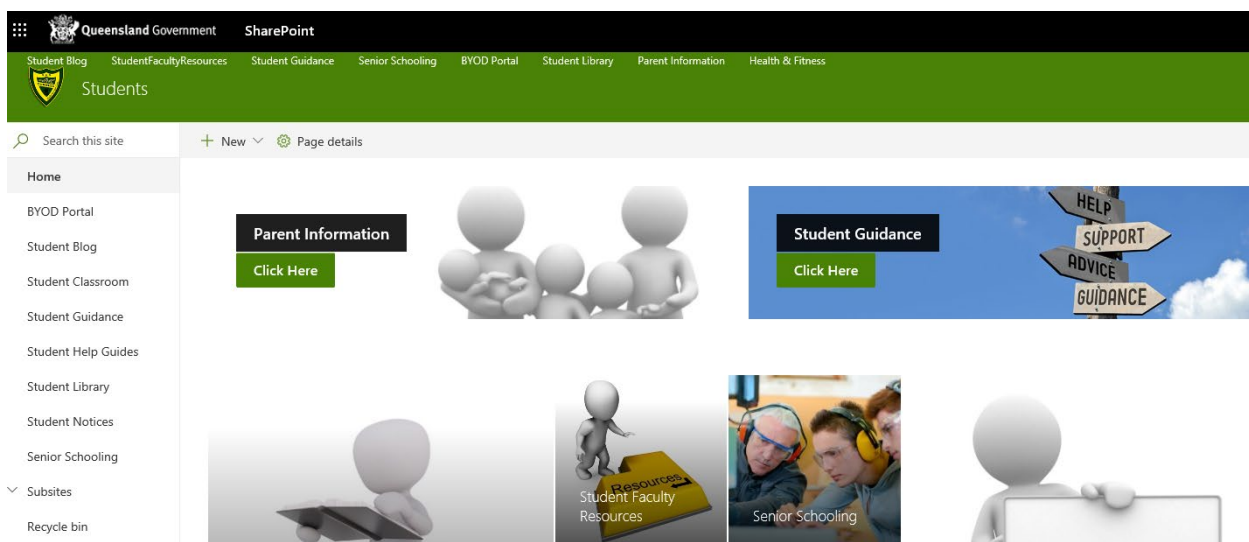 Queensland Government SharePoint
Student Blog StudentFacultyResources Student Guidance Senior Schooling BYOD Portal Student Library Parent Information Health & Fitness
Students
Search this site
New Page details
Home
BYOD Portal
Student Blog
Student Classroom
Student Guidance
Student Help Guides
Student Library
Student Notices
Senior Schooling
Subsites
Recycle bin
Parent Information
Click Here
Student Guidance
Click Here
HELP
SUPPORT
ADVICE
GUIDANCE
Resources
Student Faculty
Resources
Senior Schooling